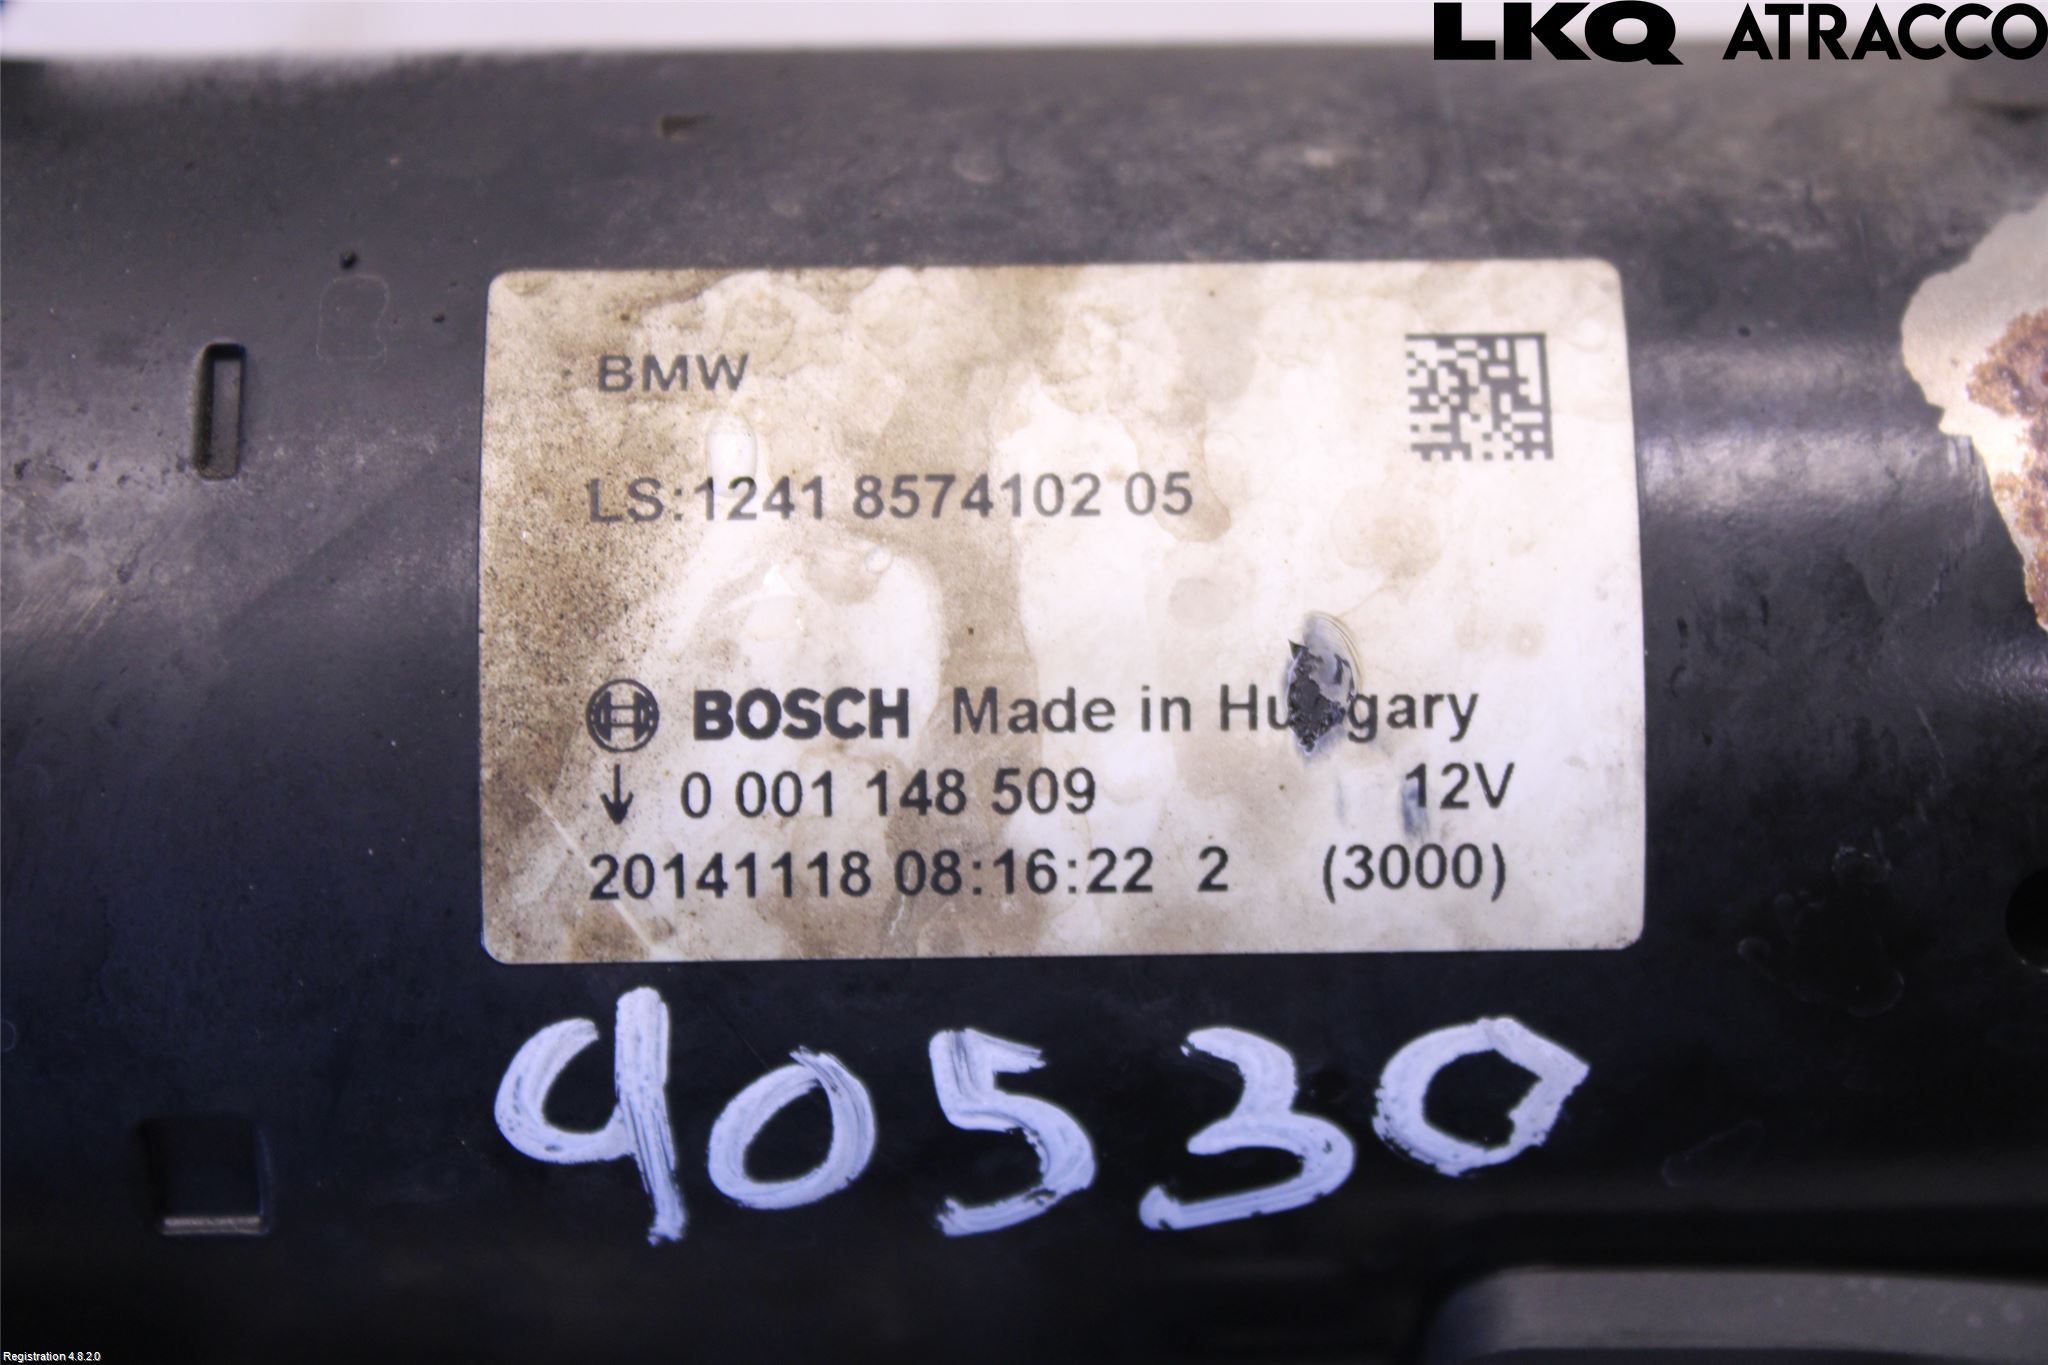 LKQ ATRACCO
BMW
LS:1241 8574102 05
BOSCH Made in Hungary
↓ 0 001 148 509 12V
20141118 08:16:22 2 (3000)
40530
Registration 4.8.2.0